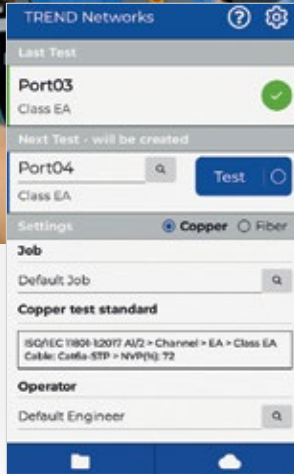 TREND Networks
Last Test
Port03
Class EA
Next Test - will be created
Port04
Test
Class EA
Settings
Copper
Fiber
Job
Default Job
Copper test standard
ISO/IEC 11801-1:2017 A1/2 > Channel > EA > Class EA
Cable: Cat6a-STP > NVP(%): 72
Operator
Default Engineer